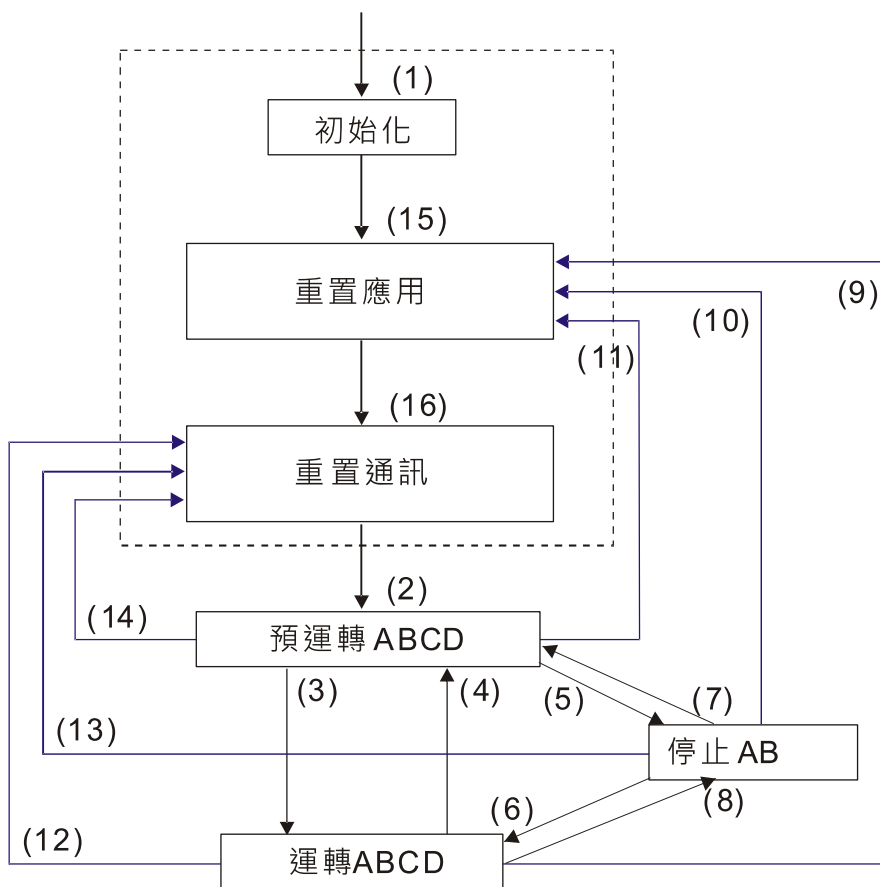 (1)
初始化
(15)
重置應用
(9)
(10)
(11)
(16)
重置通訊
(2)
(14)
預運轉 ABCD
(3)
(4)
(5)
(7)
(13)
停止 AB
(6)
(8)
(12)
運轉ABCD